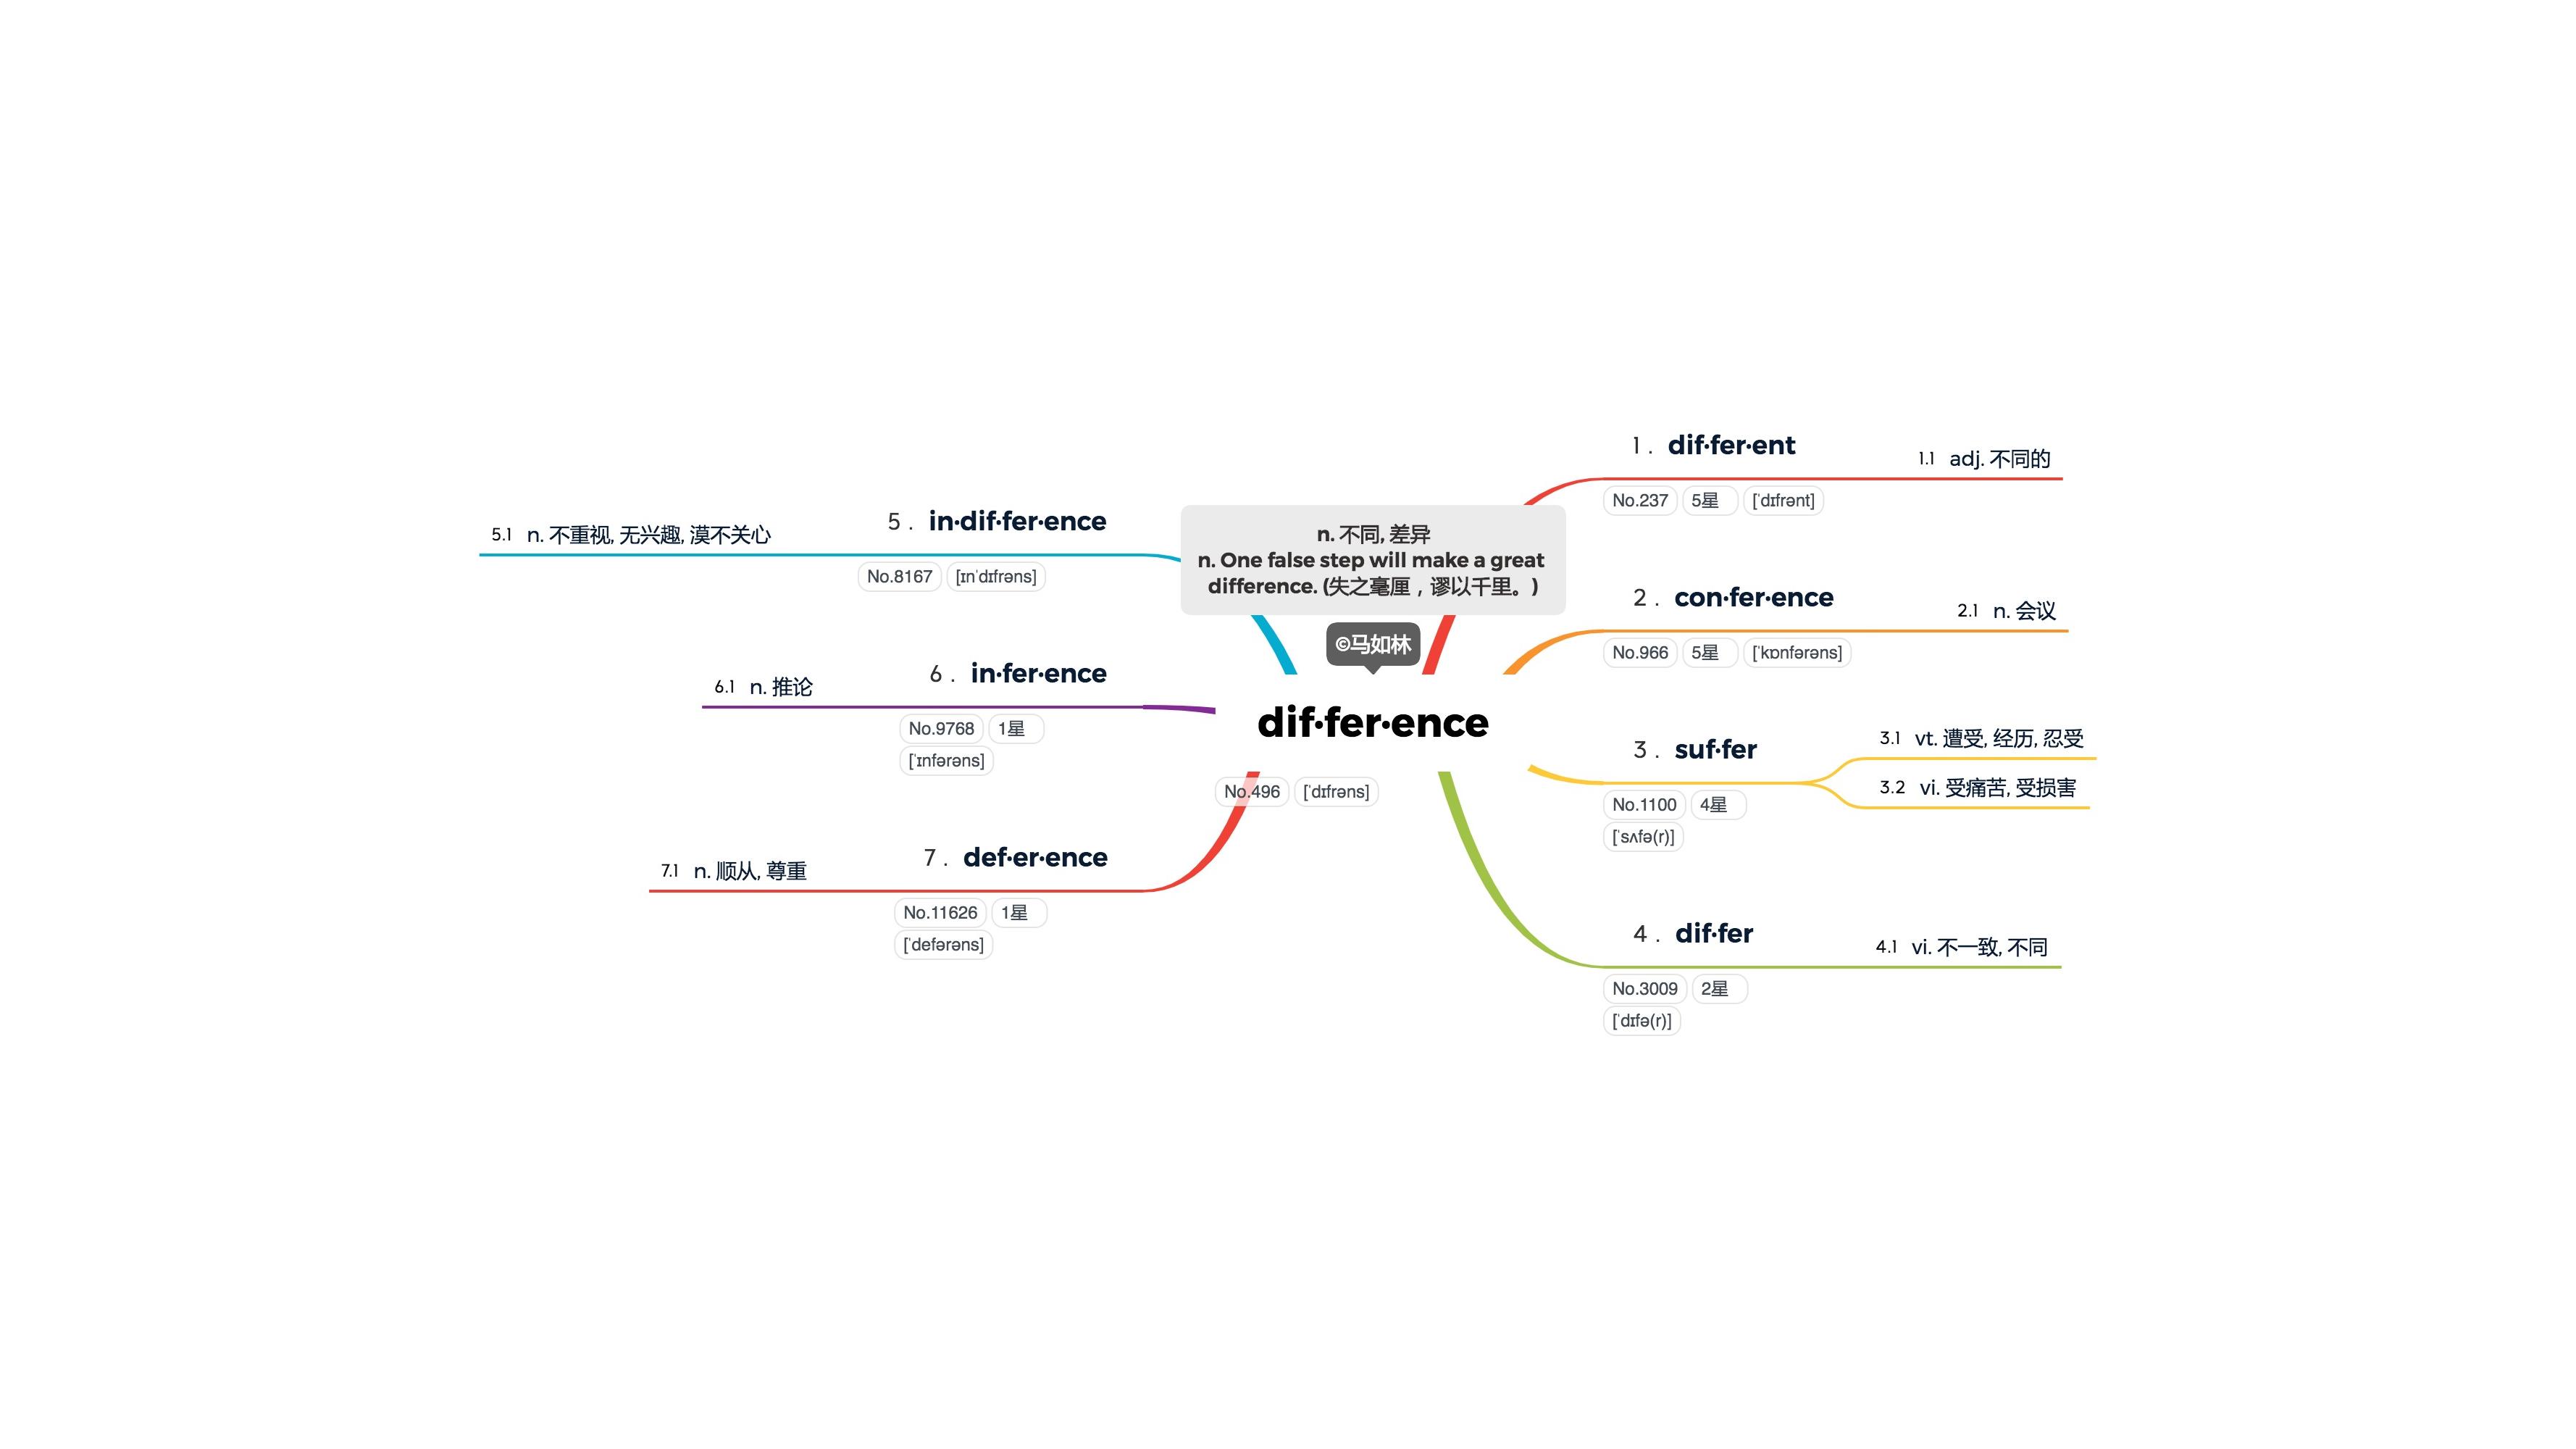 n. 不同, 差异
n. One false step will make a great
difference. (失之毫厘，谬以千里。)
©马如林
dif·fer·ence
No.496 [ˈdɪfrəns]
1. dif·fer·ent
No.237 5星 [ˈdɪfrənt]
1.1 adj. 不同的
2. con·fer·ence
No.966 5星 [ˈkɒnfərəns]
2.1 n. 会议
3. suf·fer
No.1100 4星
[ˈsʌfə(r)]
3.1 vt. 遭受, 经历, 忍受
3.2 vi. 受痛苦, 受损害
4. dif·fer
No.3009 2星
[ˈdɪfə(r)]
4.1 vi. 不一致, 不同
5. in·dif·fer·ence
No.8167 [ɪnˈdɪfrəns]
5.1 n. 不重视, 无兴趣, 漠不关心
6. in·fer·ence
No.9768 1星
[ˈɪnfərəns]
6.1 n. 推论
7. def·er·ence
No.11626 1星
[ˈdefərəns]
7.1 n. 顺从, 尊重